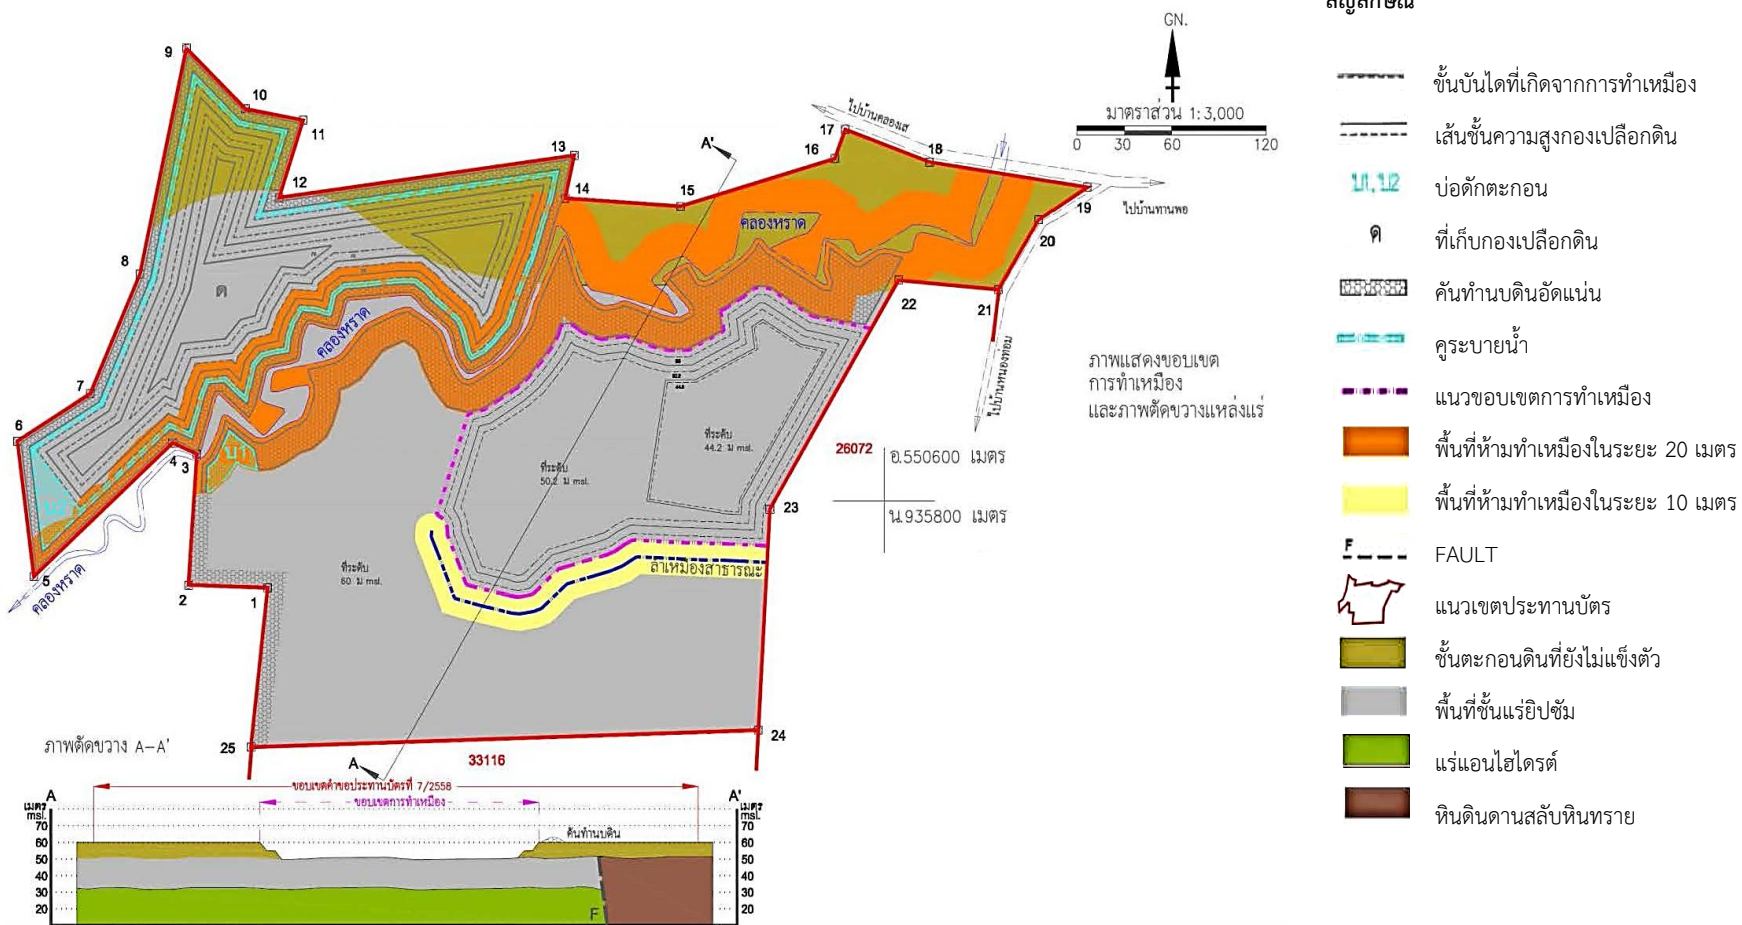 สัญลักษณ์
GN.
มาตราส่วน 1:3,000
0 30 60 120
9
10
11
12
13
14
15
16
17
18
19
20
21
22
23
24
25
1
2
3
4
5
6
7
8
A'
A
ไปบ้านคลองเส
ไปบ้านทานพอ
ไปบ้านหนองทอม
คลองหราด
คลองหราด
คลองหราด
ด
บ1
บ2
ที่ระดับ
44.2 ม msl.
ที่ระดับ
50.2 ม msl.
ที่ระดับ
60 ม msl.
ลำเหมืองสาธารณะ
26072
33116
อ.550600 เมตร
น.935800 เมตร
ภาพแสดงขอบเขต
การทำเหมือง
และภาพตัดขวางแหล่งแร่
ขั้นบันไดที่เกิดจากการทำเหมือง
เส้นชั้นความสูงกองเปลือกดิน
บ1, บ2 บ่อดักตะกอน
ด ที่เก็บกองเปลือกดิน
คันทำนบดินอัดแน่น
คูระบายน้ำ
แนวขอบเขตการทำเหมือง
พื้นที่ห้ามทำเหมืองในระยะ 20 เมตร
พื้นที่ห้ามทำเหมืองในระยะ 10 เมตร
F FAULT
แนวเขตประทานบัตร
ชั้นตะกอนดินที่ยังไม่แข็งตัว
พื้นที่ชั้นแร่ยิปซัม
แร่แอนไฮไดรต์
หินดินดานสลับหินทราย
ภาพตัดขวาง A-A'
ขอบเขตคำขอประทานบัตรที่ 7/2558
ขอบเขตการทำเหมือง
คันทำนบดิน
A
เมตร
msl.
70
60
50
40
30
20
A'
เมตร
msl.
70
60
50
40
30
20
F